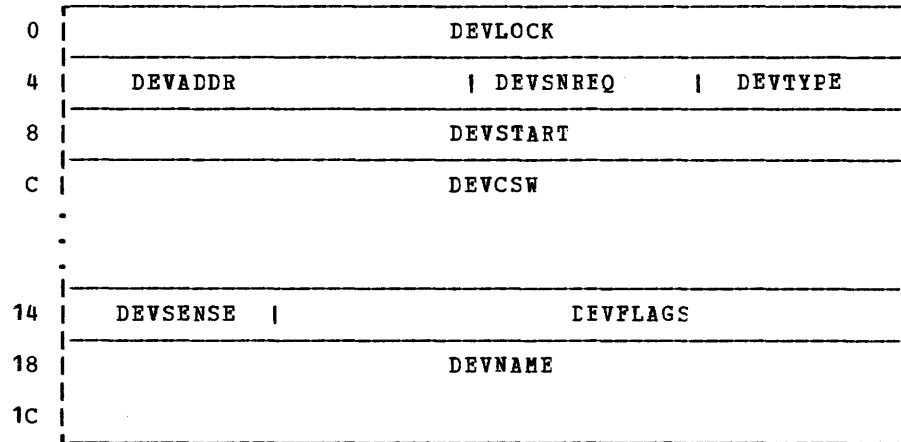 0 DEVLOCK
4 DEVADDR | DEVSNREQ | DEVTYPE
8 DEVSTART
C DEVCSW
14 DEVSENSE | DEVFLAGS
18 DEVNAME
1C